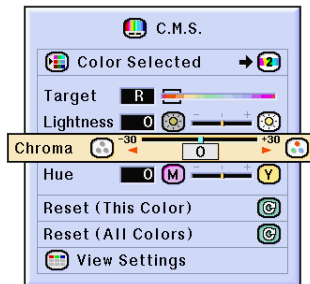 C.M.S.
Color Selected 2
Target R
Lightness 0 - +
Chroma -30 0 +30
Hue 0 M - + Y
Reset (This Color)
Reset (All Colors)
View Settings